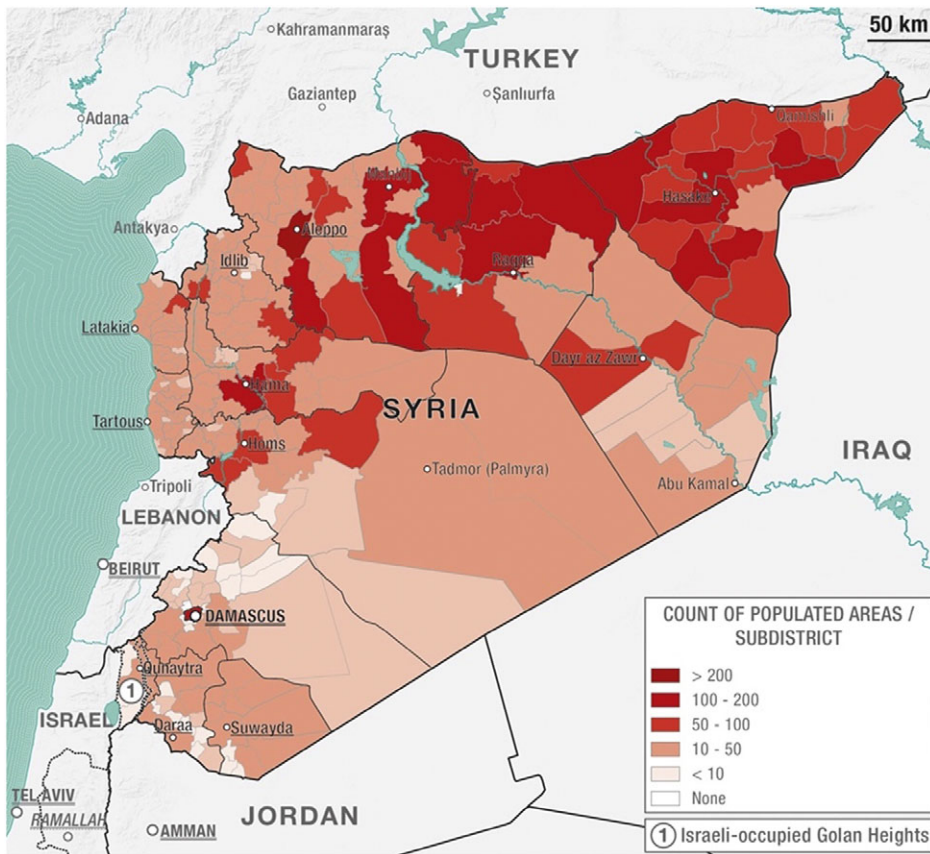 50 km
Kahramanmaraş
TURKEY
Gaziantep
Şanlıurfa
Adana
Qamishli
Manbij
Hasake
Antakya
Aleppo
Idlib
Raqqa
Latakia
Dayr az Zawr
Hama
SYRIA
Tartous
Homs
IRAQ
Tadmor (Palmyra)
Abu Kamal
Tripoli
LEBANON
BEIRUT
DAMASCUS
COUNT OF POPULATED AREAS /
SUBDISTRICT
> 200
100 - 200
50 - 100
10 - 50
< 10
None
Qunaytra
1
ISRAEL
Daraa
Suwayda
TEL AVIV
RAMALLAH
AMMAN
JORDAN
1 Israeli-occupied Golan Heights